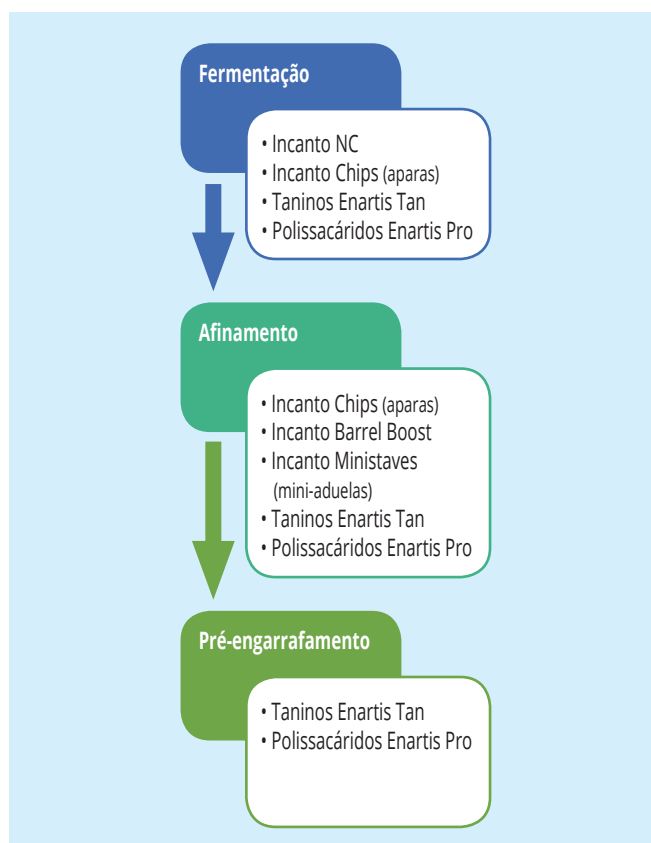 Fermentação
• Incanto NC
• Incanto Chips (aparas)
• Taninos Enartis Tan
• Polissacáridos Enartis Pro
Afinamento
• Incanto Chips (aparas)
• Incanto Barrel Boost
• Incanto Ministaves
(mini-aduelas)
• Taninos Enartis Tan
• Polissacáridos Enartis Pro
Pré-engarrafamento
• Taninos Enartis Tan
• Polissacáridos Enartis Pro